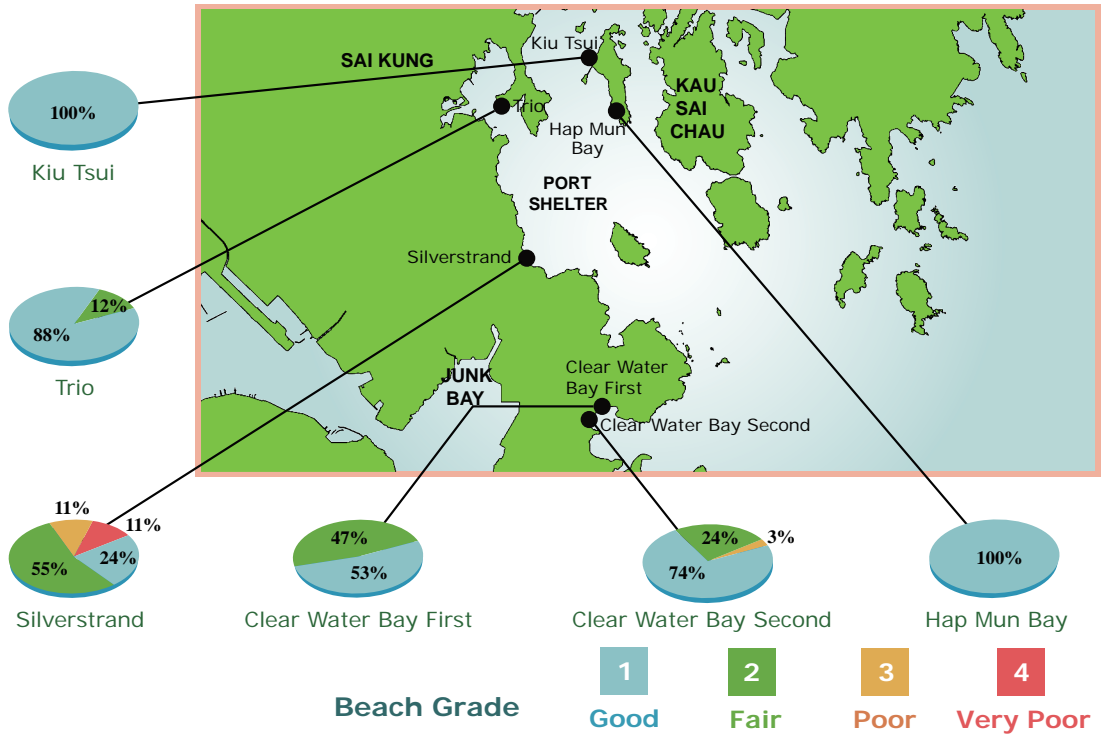 Kiu Tsui
SAI KUNG
KAU
SAI
CHAU
Trio
Hap Mun
Bay
100%
Kiu Tsui
PORT
SHELTER
Silverstrand
12%
88%
Trio
Clear Water
Bay First
JUNK
BAY
Clear Water Bay Second
11%
11%
24%
55%
Silverstrand
47%
53%
Clear Water Bay First
24%
3%
74%
Clear Water Bay Second
100%
Hap Mun Bay
Beach Grade
1
Good
2
Fair
3
Poor
4
Very Poor